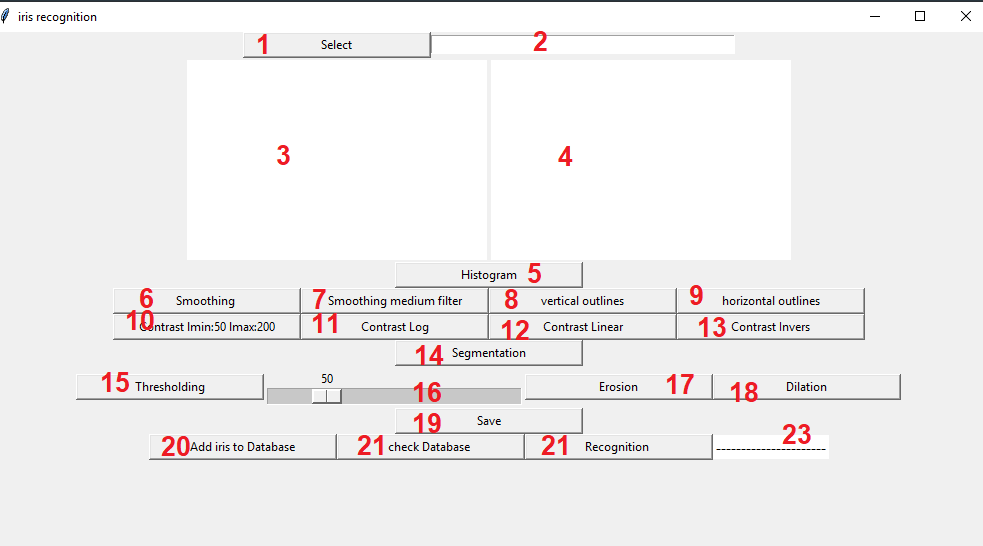 iris recognition
1 Select 2
3 4
Histogram 5
6 Smoothing 7 Smoothing medium filter 8 vertical outlines 9 horizontal outlines
10 Contrast Imin:50 Imax:200 11 Contrast Log 12 Contrast Linear 13 Contrast Invers
14 Segmentation
50
15 Thresholding 16 Erosion 17 18 Dilation
19 Save
20 Add iris to Database 21 check Database 21 Recognition 23 ----------------------